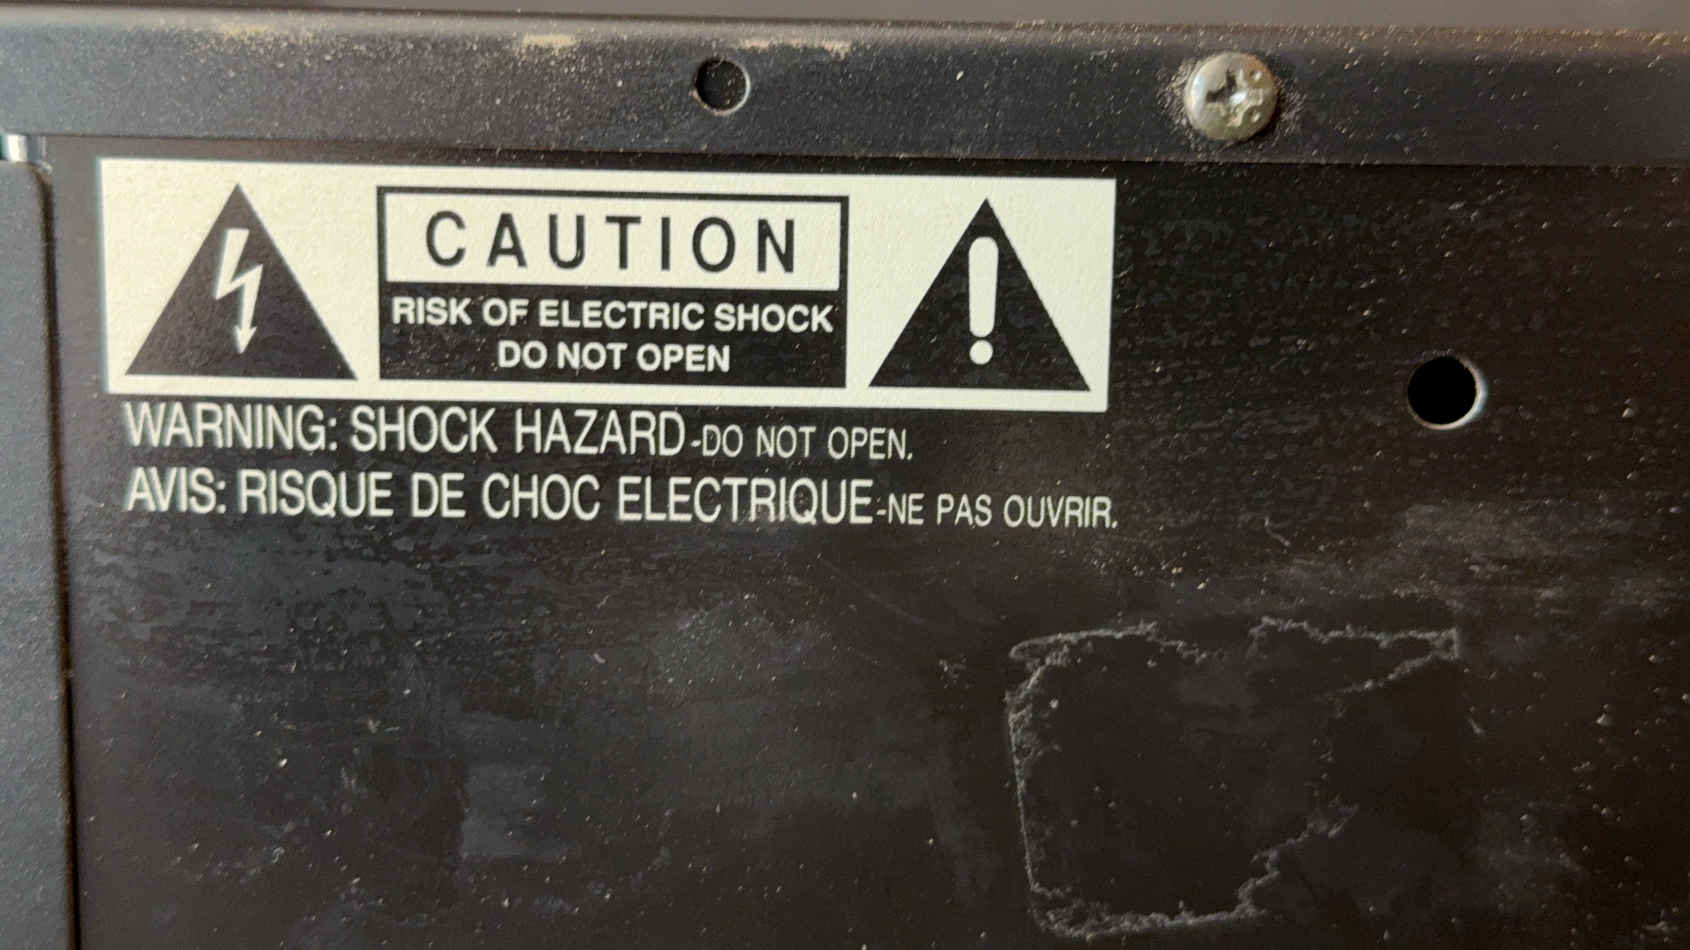 CAUTION
RISK OF ELECTRIC SHOCK
DO NOT OPEN
WARNING: SHOCK HAZARD-DO NOT OPEN.
AVIS: RISQUE DE CHOC ELECTRIQUE-NE PAS OUVRIR.